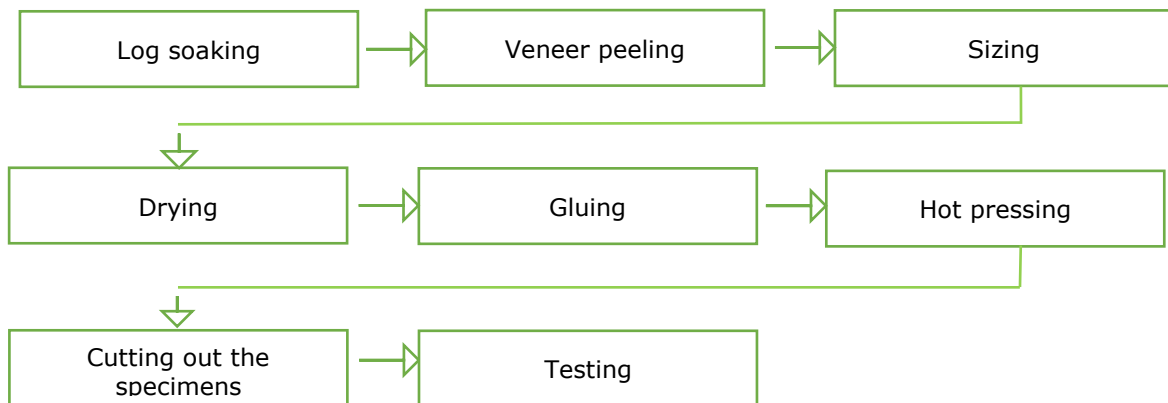 Log soaking
Veneer peeling
Sizing
Drying
Gluing
Hot pressing
Cutting out the
specimens
Testing